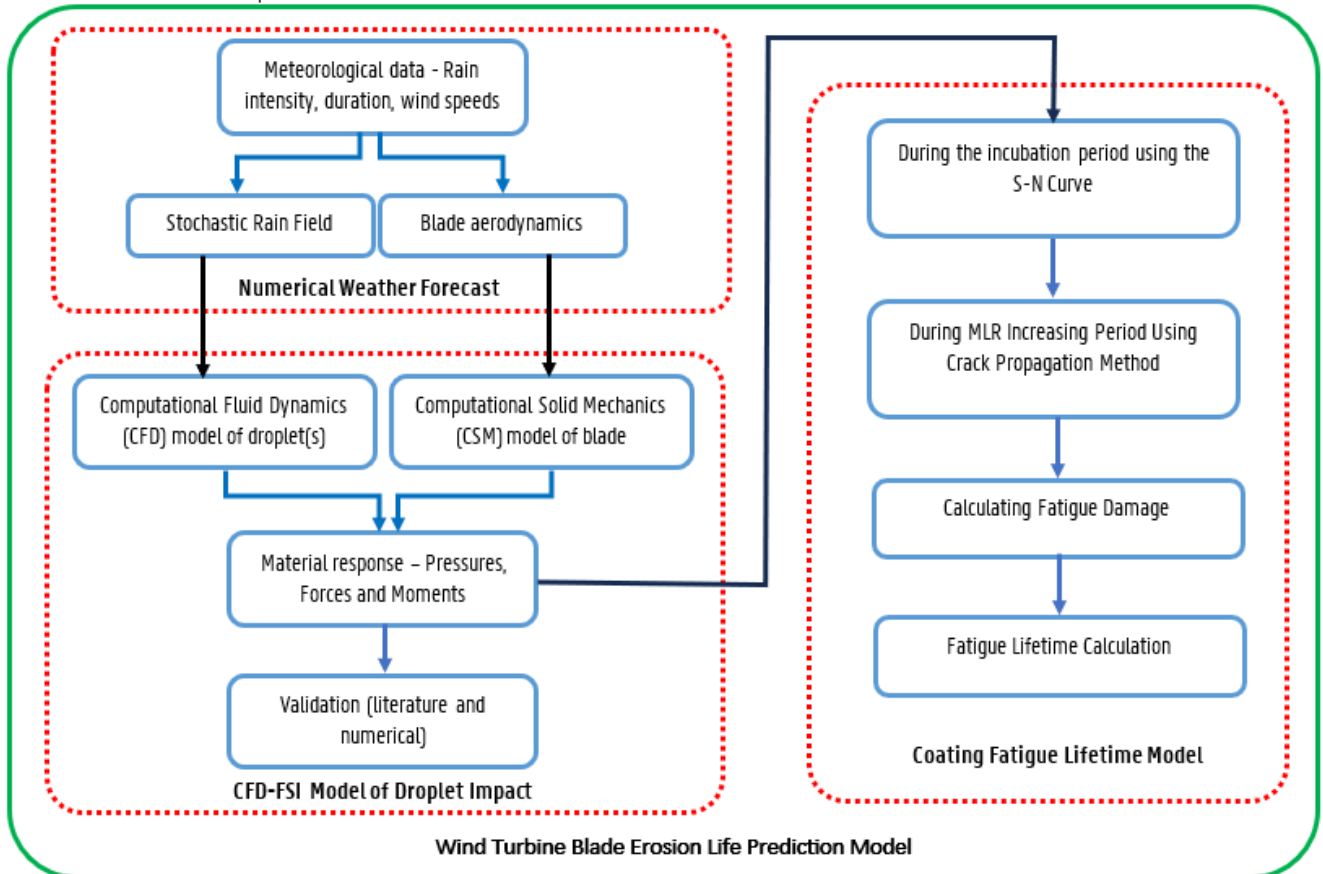 Meteorological data - Rain
intensity, duration, wind speeds
Stochastic Rain Field
Blade aerodynamics
Numerical Weather Forecast
Computational Fluid Dynamics
(CFD) model of droplet(s)
Computational Solid Mechanics
(CSM) model of blade
Material response – Pressures,
Forces and Moments
Validation (literature and
numerical)
CFD-FSI Model of Droplet Impact
During the incubation period using the
S-N Curve
During MLR Increasing Period Using
Crack Propagation Method
Calculating Fatigue Damage
Fatigue Lifetime Calculation
Coating Fatigue Lifetime Model
Wind Turbine Blade Erosion Life Prediction Model